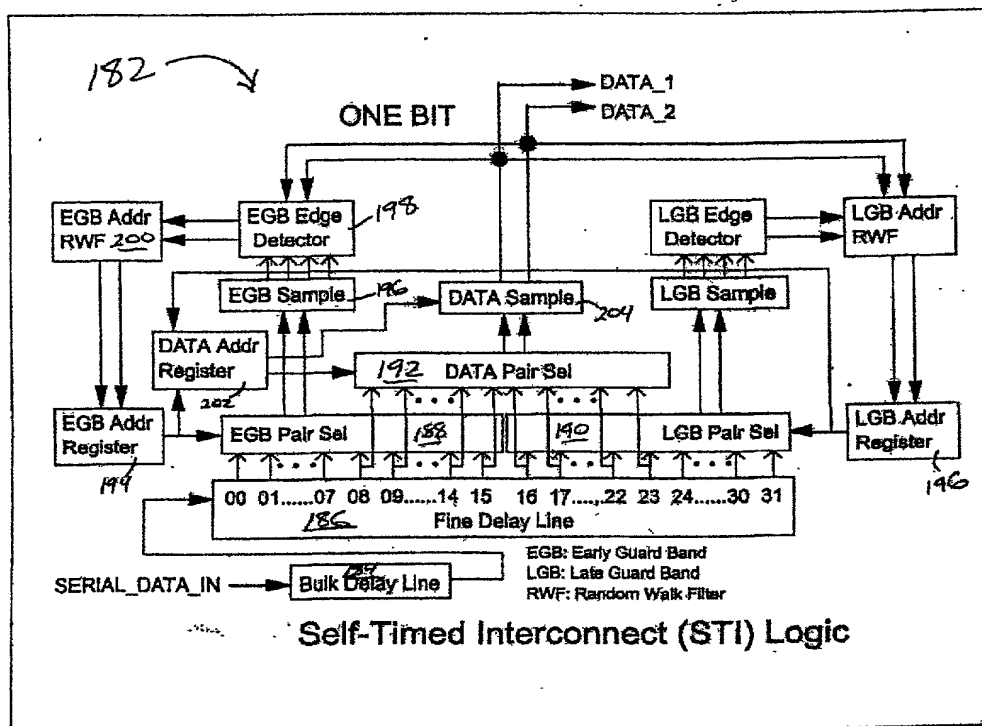 182
DATA_1
DATA_2
ONE BIT
EGB Addr
RWF 200
EGB Edge
Detector
198
LGB Edge
Detector
LGB Addr
RWF
EGB Sample
196
DATA Sample
204
LGB Sample
DATA Addr
Register
202
192 DATA Pair Sel
EGB Addr
Register
194
EGB Pair Sel 188
190 LGB Pair Sel
LGB Addr
Register
196
00 01......07 08 09......14 15 16 17......22 23 24......30 31
186 Fine Delay Line
EGB: Early Guard Band
LGB: Late Guard Band
RWF: Random Walk Filter
SERIAL_DATA_IN
184
Bulk Delay Line
Self-Timed Interconnect (STI) Logic